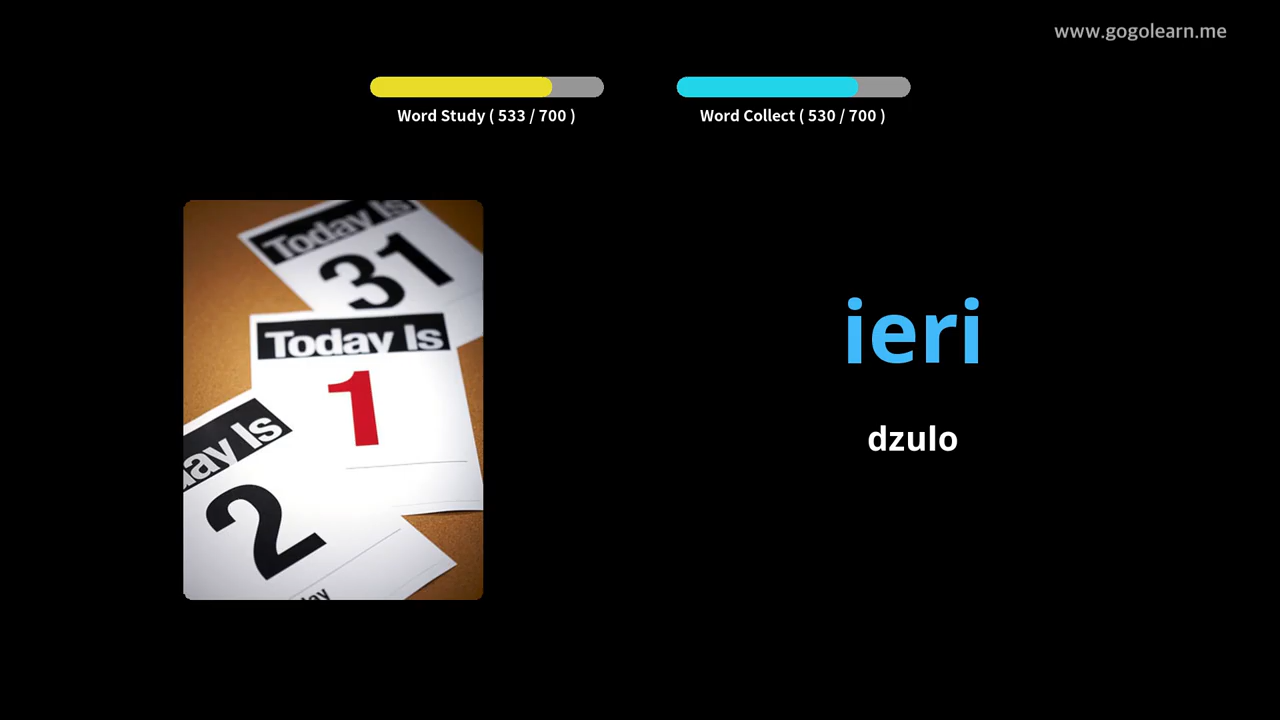 www.gogolearn.me
Word Study ( 533 / 700 )
Word Collect ( 530 / 700 )
Today Is
31
Today Is
1
ay Is
2
ay
ieri
dzulo